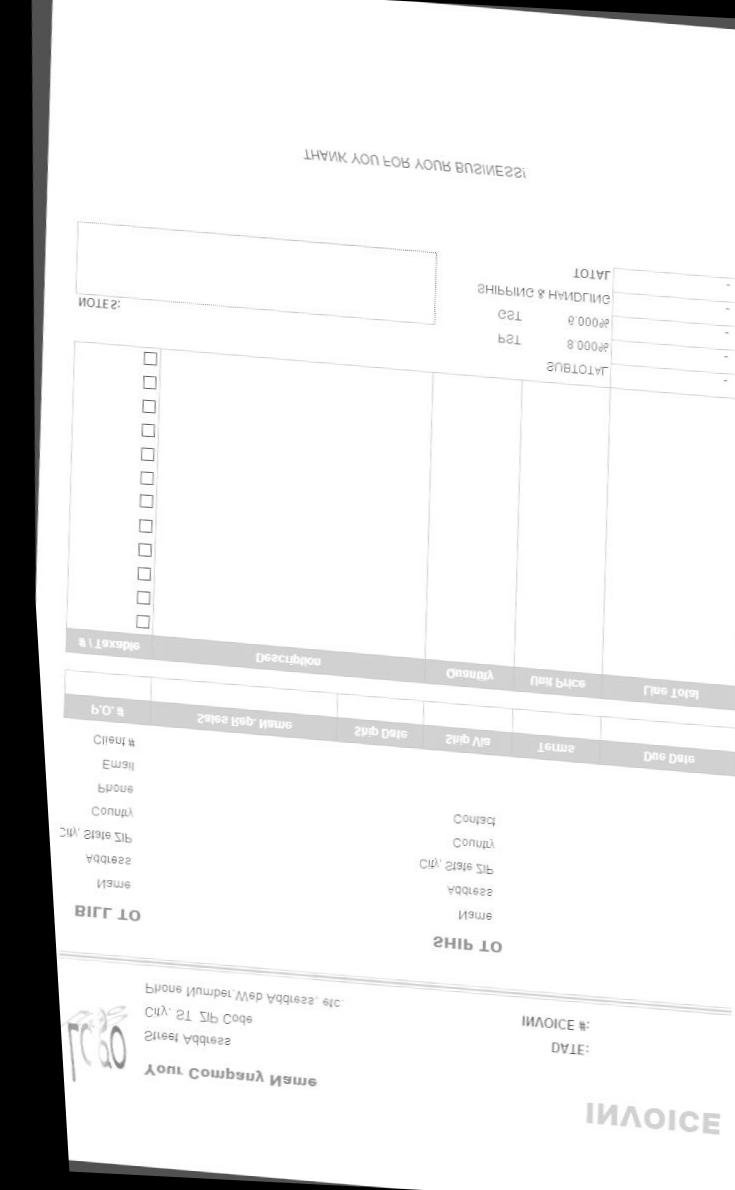 INVOICE
LOGO
Your Company Name
Street Address
City, ST ZIP Code
Phone Number,Web Address, etc.
DATE:
INVOICE #:
BILL TO
Name
Address
City, State ZIP
Country
Phone
Email
Client #
SHIP TO
Name
Address
City, State ZIP
Country
Contact
P.O. # Sales Rep. Name Ship Date Ship Via Terms Due Date
# / Taxable Description Quantity Unit Price Line Total
SUBTOTAL -
PST 8.000% -
GST 6.000% -
SHIPPING & HANDLING -
TOTAL -
NOTES:
THANK YOU FOR YOUR BUSINESS!